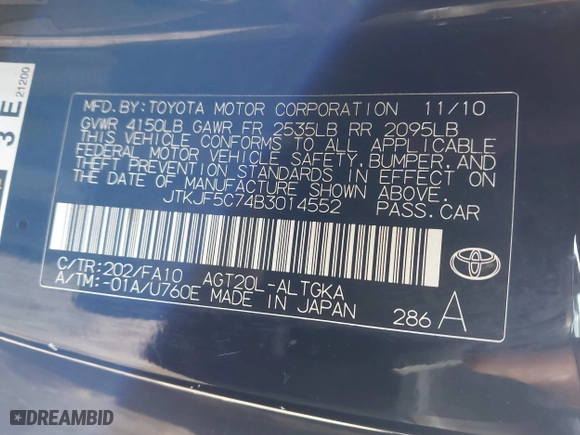 3 E
21200
MFD. BY: TOYOTA MOTOR CORPORATION 11/10
GVWR 4150LB GAWR FR 2535LB RR 2095LB
THIS VEHICLE CONFORMS TO ALL APPLICABLE
FEDERAL MOTOR VEHICLE SAFETY, BUMPER, AND
THEFT PREVENTION STANDARDS IN EFFECT ON
THE DATE OF MANUFACTURE SHOWN ABOVE.
JTKJF5C74B3014552 PASS. CAR
C/TR: 202/FA10 AGT20L-ALTGKA
A/TM: -01A/U760E MADE IN JAPAN
286 A
DREAMBID